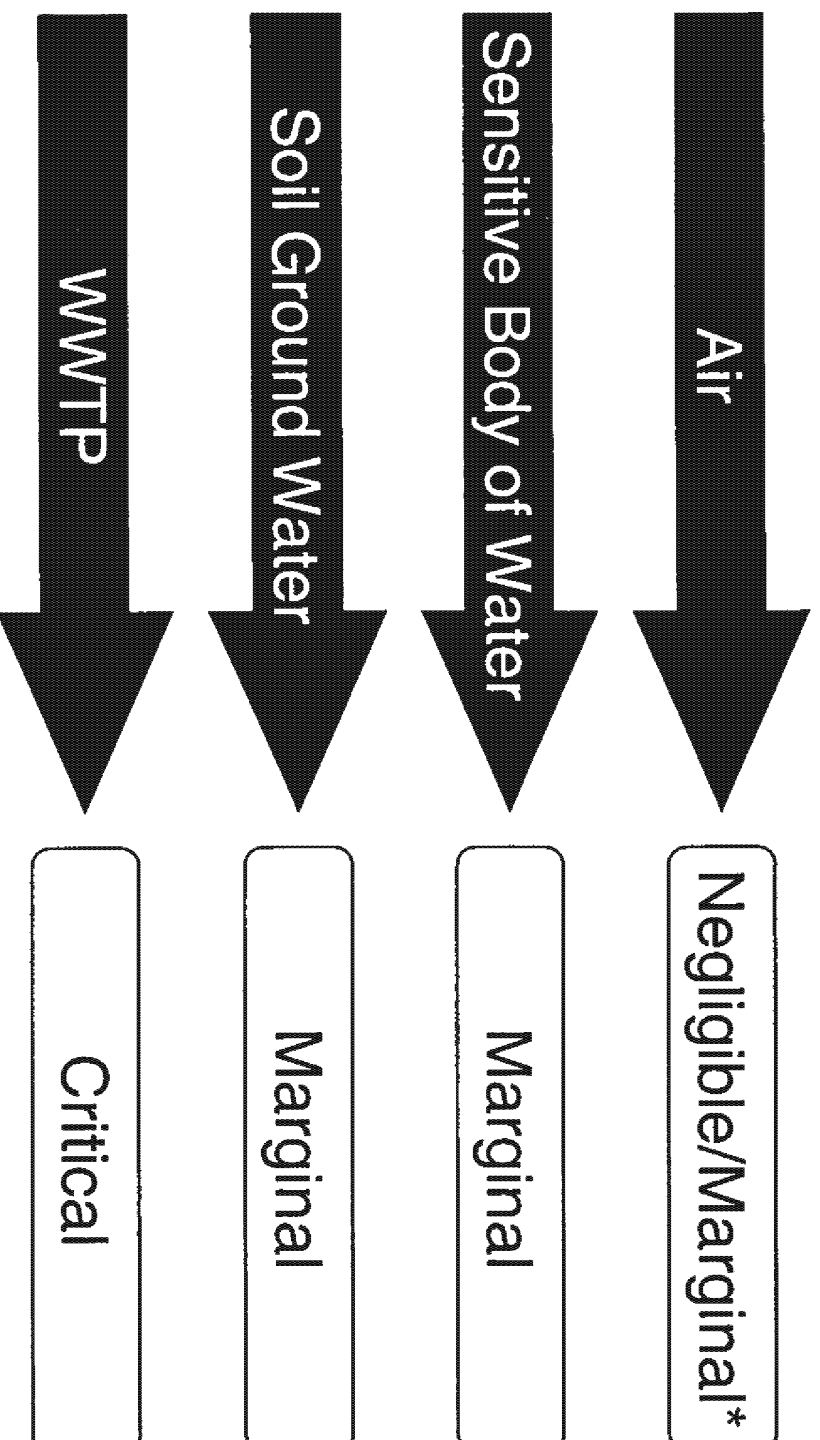 Air
Negligible/Marginal*
Sensitive Body of Water
Marginal
Soil Ground Water
Marginal
WWTP
Critical